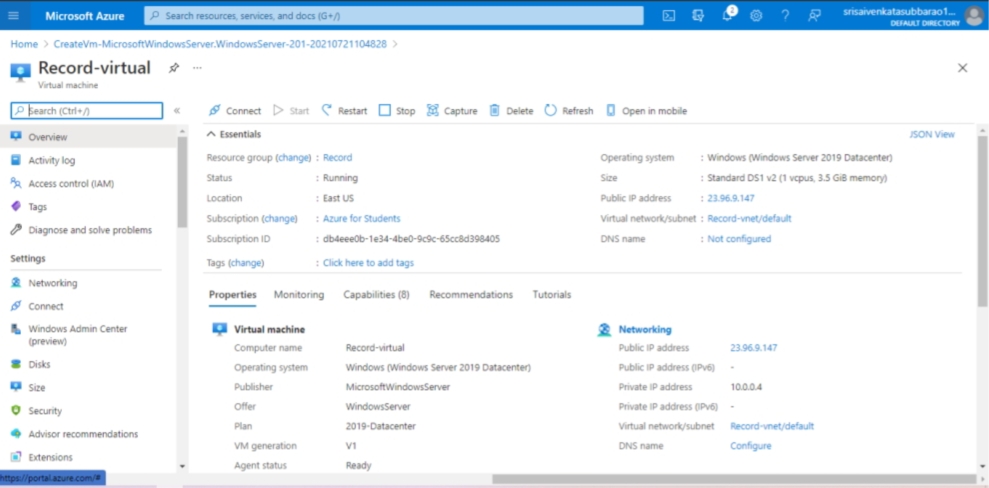 Microsoft Azure
Search resources, services, and docs (G+/)
srisaivenkatasubbarao1...
DEFAULT DIRECTORY
Home > CreateVm-MicrosoftWindowsServer.WindowsServer-201-20210721104828 >
Record-virtual
Virtual machine
Search (Ctrl+/)
Connect Start Restart Stop Capture Delete Refresh Open in mobile
Overview
Activity log
Access control (IAM)
Tags
Diagnose and solve problems
Settings
Networking
Connect
Windows Admin Center
(preview)
Disks
Size
Security
Advisor recommendations
Extensions
https://portal.azure.com/#
Essentials
JSON View
Resource group (change) : Record
Status : Running
Location : East US
Subscription (change) : Azure for Students
Subscription ID : db4eee0b-1e34-4be0-9c9c-65cc8d398405
Tags (change) : Click here to add tags
Operating system : Windows (Windows Server 2019 Datacenter)
Size : Standard DS1 v2 (1 vcpus, 3.5 GiB memory)
Public IP address : 23.96.9.147
Virtual network/subnet : Record-vnet/default
DNS name : Not configured
Properties Monitoring Capabilities (8) Recommendations Tutorials
Virtual machine
Computer name Record-virtual
Operating system Windows (Windows Server 2019 Datacenter)
Publisher MicrosoftWindowsServer
Offer WindowsServer
Plan 2019-Datacenter
VM generation V1
Agent status Ready
Networking
Public IP address 23.96.9.147
Public IP address (IPv6) -
Private IP address 10.0.0.4
Private IP address (IPv6) -
Virtual network/subnet Record-vnet/default
DNS name Configure